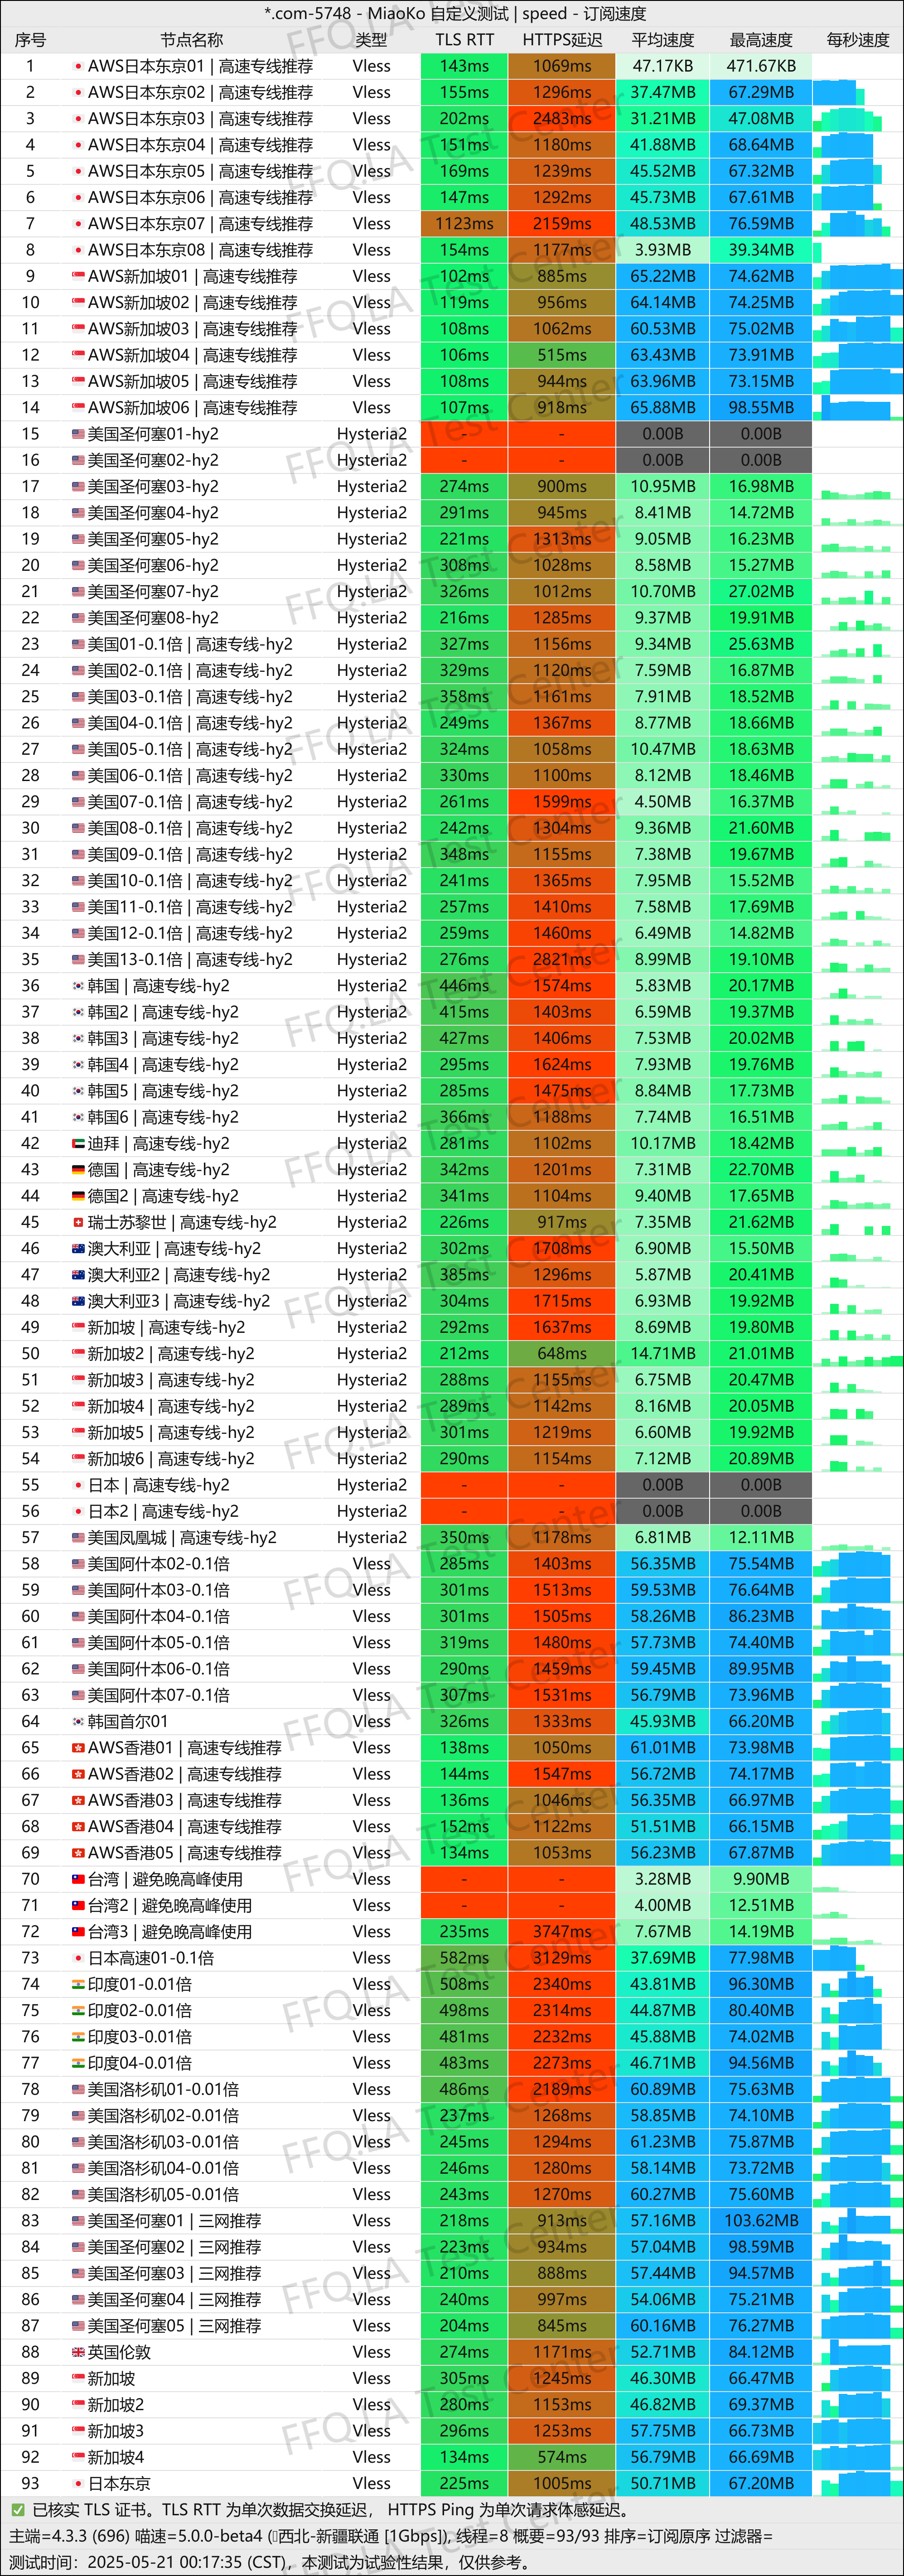 *.com-5748 - MiaoKo 自定义测试 | speed - 订阅速度
序号 节点名称 类型 TLS RTT HTTPS延迟 平均速度 最高速度 每秒速度
1 AWS日本东京01 | 高速专线推荐 Vless 143ms 1069ms 47.17KB 471.67KB
2 AWS日本东京02 | 高速专线推荐 Vless 155ms 1296ms 37.47MB 67.29MB
3 AWS日本东京03 | 高速专线推荐 Vless 202ms 2483ms 31.21MB 47.08MB
4 AWS日本东京04 | 高速专线推荐 Vless 151ms 1180ms 41.88MB 68.64MB
5 AWS日本东京05 | 高速专线推荐 Vless 169ms 1239ms 45.52MB 67.32MB
6 AWS日本东京06 | 高速专线推荐 Vless 147ms 1292ms 45.73MB 67.61MB
7 AWS日本东京07 | 高速专线推荐 Vless 1123ms 2159ms 48.53MB 76.59MB
8 AWS日本东京08 | 高速专线推荐 Vless 154ms 1177ms 3.93MB 39.34MB
9 AWS新加坡01 | 高速专线推荐 Vless 102ms 885ms 65.22MB 74.62MB
10 AWS新加坡02 | 高速专线推荐 Vless 119ms 956ms 64.14MB 74.25MB
11 AWS新加坡03 | 高速专线推荐 Vless 108ms 1062ms 60.53MB 75.02MB
12 AWS新加坡04 | 高速专线推荐 Vless 106ms 515ms 63.43MB 73.91MB
13 AWS新加坡05 | 高速专线推荐 Vless 108ms 944ms 63.96MB 73.15MB
14 AWS新加坡06 | 高速专线推荐 Vless 107ms 918ms 65.88MB 98.55MB
15 美国圣何塞01-hy2 Hysteria2 - - 0.00B 0.00B
16 美国圣何塞02-hy2 Hysteria2 - - 0.00B 0.00B
17 美国圣何塞03-hy2 Hysteria2 274ms 900ms 10.95MB 16.98MB
18 美国圣何塞04-hy2 Hysteria2 291ms 945ms 8.41MB 14.72MB
19 美国圣何塞05-hy2 Hysteria2 221ms 1313ms 9.05MB 16.23MB
20 美国圣何塞06-hy2 Hysteria2 308ms 1028ms 8.58MB 15.27MB
21 美国圣何塞07-hy2 Hysteria2 326ms 1012ms 10.70MB 27.02MB
22 美国圣何塞08-hy2 Hysteria2 216ms 1285ms 9.37MB 19.91MB
23 美国01-0.1倍 | 高速专线-hy2 Hysteria2 327ms 1156ms 9.34MB 25.63MB
24 美国02-0.1倍 | 高速专线-hy2 Hysteria2 329ms 1120ms 7.59MB 16.87MB
25 美国03-0.1倍 | 高速专线-hy2 Hysteria2 358ms 1161ms 7.91MB 18.52MB
26 美国04-0.1倍 | 高速专线-hy2 Hysteria2 249ms 1367ms 8.77MB 18.66MB
27 美国05-0.1倍 | 高速专线-hy2 Hysteria2 324ms 1058ms 10.47MB 18.63MB
28 美国06-0.1倍 | 高速专线-hy2 Hysteria2 330ms 1100ms 8.12MB 18.46MB
29 美国07-0.1倍 | 高速专线-hy2 Hysteria2 261ms 1599ms 4.50MB 16.37MB
30 美国08-0.1倍 | 高速专线-hy2 Hysteria2 242ms 1304ms 9.36MB 21.60MB
31 美国09-0.1倍 | 高速专线-hy2 Hysteria2 348ms 1155ms 7.38MB 19.67MB
32 美国10-0.1倍 | 高速专线-hy2 Hysteria2 241ms 1365ms 7.95MB 15.52MB
33 美国11-0.1倍 | 高速专线-hy2 Hysteria2 257ms 1410ms 7.58MB 17.69MB
34 美国12-0.1倍 | 高速专线-hy2 Hysteria2 259ms 1460ms 6.49MB 14.82MB
35 美国13-0.1倍 | 高速专线-hy2 Hysteria2 276ms 2821ms 8.99MB 19.10MB
36 韩国 | 高速专线-hy2 Hysteria2 446ms 1574ms 5.83MB 20.17MB
37 韩国2 | 高速专线-hy2 Hysteria2 415ms 1403ms 6.59MB 19.37MB
38 韩国3 | 高速专线-hy2 Hysteria2 427ms 1406ms 7.53MB 20.02MB
39 韩国4 | 高速专线-hy2 Hysteria2 295ms 1624ms 7.93MB 19.76MB
40 韩国5 | 高速专线-hy2 Hysteria2 285ms 1475ms 8.84MB 17.73MB
41 韩国6 | 高速专线-hy2 Hysteria2 366ms 1188ms 7.74MB 16.51MB
42 迪拜 | 高速专线-hy2 Hysteria2 281ms 1102ms 10.17MB 18.42MB
43 德国 | 高速专线-hy2 Hysteria2 342ms 1201ms 7.31MB 22.70MB
44 德国2 | 高速专线-hy2 Hysteria2 341ms 1104ms 9.40MB 17.65MB
45 瑞士苏黎世 | 高速专线-hy2 Hysteria2 226ms 917ms 7.35MB 21.62MB
46 澳大利亚 | 高速专线-hy2 Hysteria2 302ms 1708ms 6.90MB 15.50MB
47 澳大利亚2 | 高速专线-hy2 Hysteria2 385ms 1296ms 5.87MB 20.41MB
48 澳大利亚3 | 高速专线-hy2 Hysteria2 304ms 1715ms 6.93MB 19.92MB
49 新加坡 | 高速专线-hy2 Hysteria2 292ms 1637ms 8.69MB 19.80MB
50 新加坡2 | 高速专线-hy2 Hysteria2 212ms 648ms 14.71MB 21.01MB
51 新加坡3 | 高速专线-hy2 Hysteria2 288ms 1155ms 6.75MB 20.47MB
52 新加坡4 | 高速专线-hy2 Hysteria2 289ms 1142ms 8.16MB 20.05MB
53 新加坡5 | 高速专线-hy2 Hysteria2 301ms 1219ms 6.60MB 19.92MB
54 新加坡6 | 高速专线-hy2 Hysteria2 290ms 1154ms 7.12MB 20.89MB
55 日本 | 高速专线-hy2 Hysteria2 - - 0.00B 0.00B
56 日本2 | 高速专线-hy2 Hysteria2 - - 0.00B 0.00B
57 美国凤凰城 | 高速专线-hy2 Hysteria2 350ms 1178ms 6.81MB 12.11MB
58 美国阿什本02-0.1倍 Vless 285ms 1403ms 56.35MB 75.54MB
59 美国阿什本03-0.1倍 Vless 301ms 1513ms 59.53MB 76.64MB
60 美国阿什本04-0.1倍 Vless 301ms 1505ms 58.26MB 86.23MB
61 美国阿什本05-0.1倍 Vless 319ms 1480ms 57.73MB 74.40MB
62 美国阿什本06-0.1倍 Vless 290ms 1459ms 59.45MB 89.95MB
63 美国阿什本07-0.1倍 Vless 307ms 1531ms 56.79MB 73.96MB
64 韩国首尔01 Vless 326ms 1333ms 45.93MB 66.20MB
65 AWS香港01 | 高速专线推荐 Vless 138ms 1050ms 61.01MB 73.98MB
66 AWS香港02 | 高速专线推荐 Vless 144ms 1547ms 56.72MB 74.17MB
67 AWS香港03 | 高速专线推荐 Vless 136ms 1046ms 56.35MB 66.97MB
68 AWS香港04 | 高速专线推荐 Vless 152ms 1122ms 51.51MB 66.15MB
69 AWS香港05 | 高速专线推荐 Vless 134ms 1053ms 56.23MB 67.87MB
70 台湾 | 避免晚高峰使用 Vless - - 3.28MB 9.90MB
71 台湾2 | 避免晚高峰使用 Vless - - 4.00MB 12.51MB
72 台湾3 | 避免晚高峰使用 Vless 235ms 3747ms 7.67MB 14.19MB
73 日本高速01-0.1倍 Vless 582ms 3129ms 37.69MB 77.98MB
74 印度01-0.01倍 Vless 508ms 2340ms 43.81MB 96.30MB
75 印度02-0.01倍 Vless 498ms 2314ms 44.87MB 80.40MB
76 印度03-0.01倍 Vless 481ms 2232ms 45.88MB 74.02MB
77 印度04-0.01倍 Vless 483ms 2273ms 46.71MB 94.56MB
78 美国洛杉矶01-0.01倍 Vless 486ms 2189ms 60.89MB 75.63MB
79 美国洛杉矶02-0.01倍 Vless 237ms 1268ms 58.85MB 74.10MB
80 美国洛杉矶03-0.01倍 Vless 245ms 1294ms 61.23MB 75.87MB
81 美国洛杉矶04-0.01倍 Vless 246ms 1280ms 58.14MB 73.72MB
82 美国洛杉矶05-0.01倍 Vless 243ms 1270ms 60.27MB 75.60MB
83 美国圣何塞01 | 三网推荐 Vless 218ms 913ms 57.16MB 103.62MB
84 美国圣何塞02 | 三网推荐 Vless 223ms 934ms 57.04MB 98.59MB
85 美国圣何塞03 | 三网推荐 Vless 210ms 888ms 57.44MB 94.57MB
86 美国圣何塞04 | 三网推荐 Vless 240ms 997ms 54.06MB 75.21MB
87 美国圣何塞05 | 三网推荐 Vless 204ms 845ms 60.16MB 76.27MB
88 英国伦敦 Vless 274ms 1171ms 52.71MB 84.12MB
89 新加坡 Vless 305ms 1245ms 46.30MB 66.47MB
90 新加坡2 Vless 280ms 1153ms 46.82MB 69.37MB
91 新加坡3 Vless 296ms 1253ms 57.75MB 66.73MB
92 新加坡4 Vless 134ms 574ms 56.79MB 66.69MB
93 日本东京 Vless 225ms 1005ms 50.71MB 67.20MB
✅ 已核实 TLS 证书。TLS RTT 为单次数据交换延迟， HTTPS Ping 为单次请求体感延迟。
主端=4.3.3 (696) 喵速=5.0.0-beta4 (▯西北-新疆联通 [1Gbps]), 线程=8 概要=93/93 排序=订阅原序 过滤器=
测试时间：2025-05-21 00:17:35 (CST)，本测试为试验性结果，仅供参考。
FFQ.LA Test Center